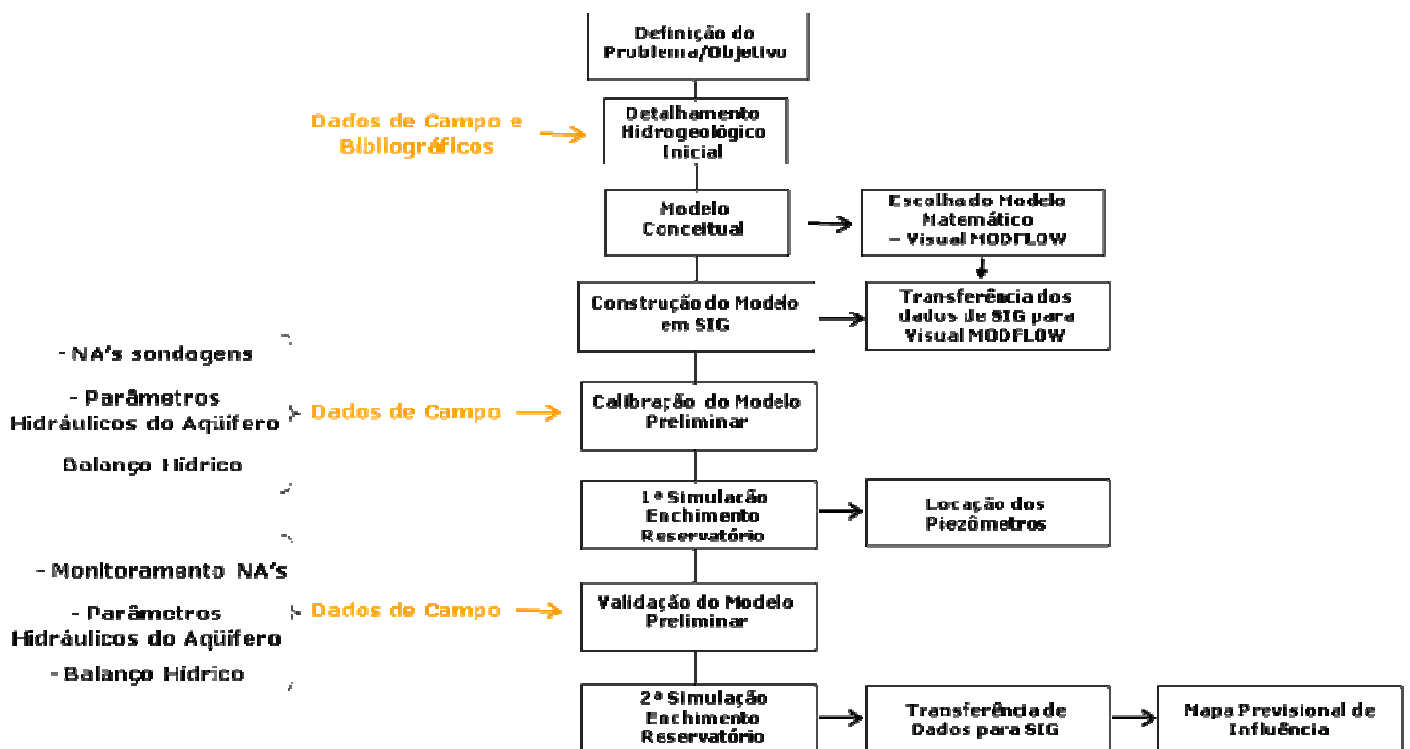 Definição do
Problema/Objetivo
Dados de Campo e
Bibliográficos
Detalhamento
Hidrogeológico
Inicial
Modelo
Conceitual
Escolhado Modelo
Matemático
– Visual MODFLOW
Construção do Modelo
em SIG
Transferência dos
dados de SIG para
Visual MODFLOW
- NA's sondagens
- Parâmetros
Hidráulicos do Aqüífero
Balanço Hídrico
Dados de Campo
Calibração do Modelo
Preliminar
1ª Simulação
Enchimento
Reservatório
Locação dos
Piezômetros
- Monitoramento NA's
- Parâmetros
Hidráulicos do Aqüífero
- Balanço Hídrico
Dados de Campo
Validação do Modelo
Preliminar
2ª Simulação
Enchimento
Reservatório
Transferência de
Dados para SIG
Mapa Previsional de
Influência